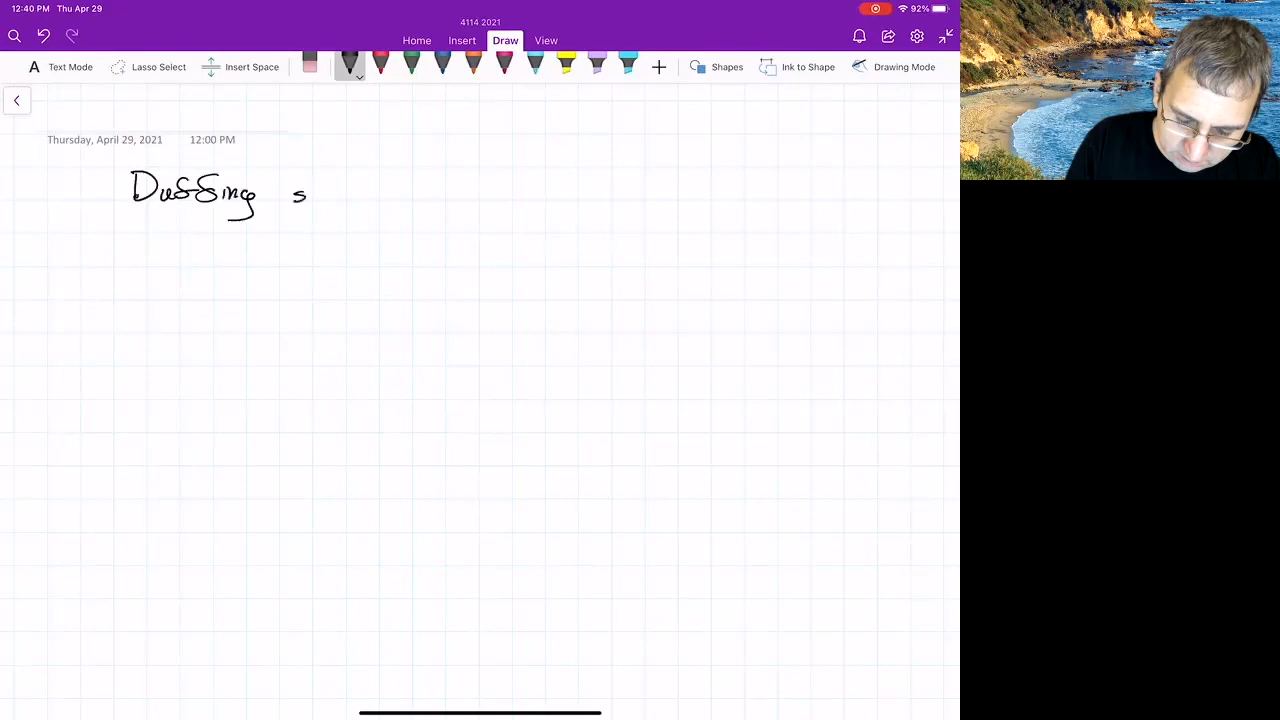 12:40 PM Thu Apr 29 92%
4114 2021
Home Insert Draw View
A Text Mode Lasso Select Insert Space Shapes Ink to Shape Drawing Mode
Thursday, April 29, 2021 12:00 PM
Duffing s